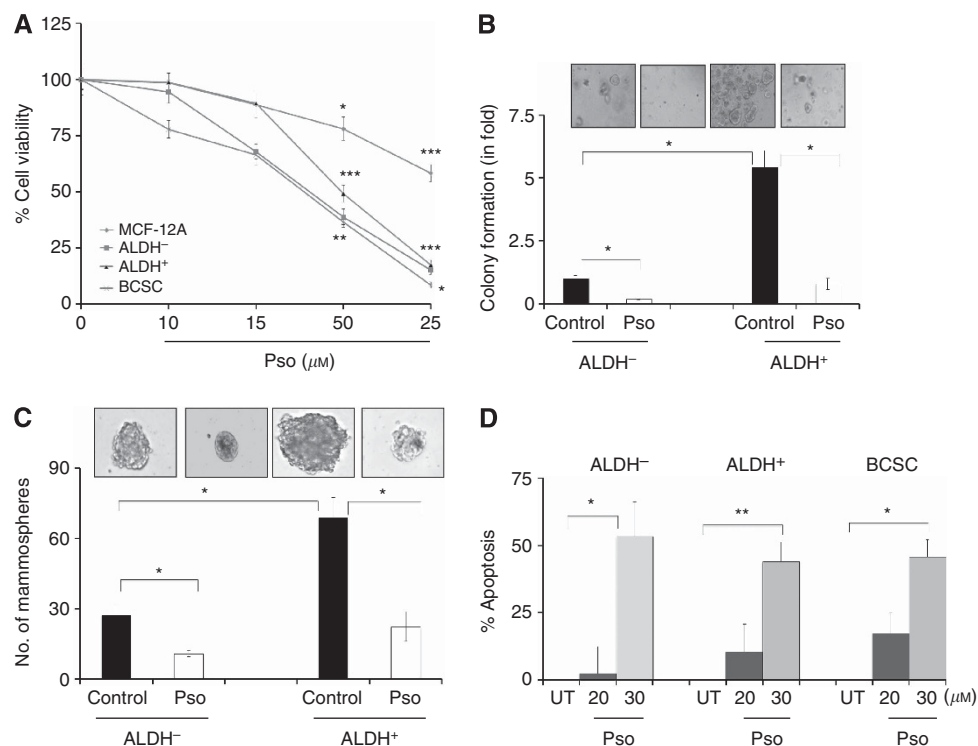 A
125
100
75
50
25
0
% Cell viability
*
***
***
**
***
*
MCF-12A
ALDH–
ALDH+
BCSC
0 10 15 50 25
Pso (μM)
B
7.5
5
2.5
0
Colony formation (in fold)
*
*
*
Control Pso Control Pso
ALDH– ALDH+
C
90
60
30
0
No. of mammospheres
*
*
*
Control Pso Control Pso
ALDH– ALDH+
D
ALDH– ALDH+ BCSC
75
50
25
0
% Apoptosis
*
**
*
UT 20 30 UT 20 30 UT 20 30 (μM)
Pso Pso Pso